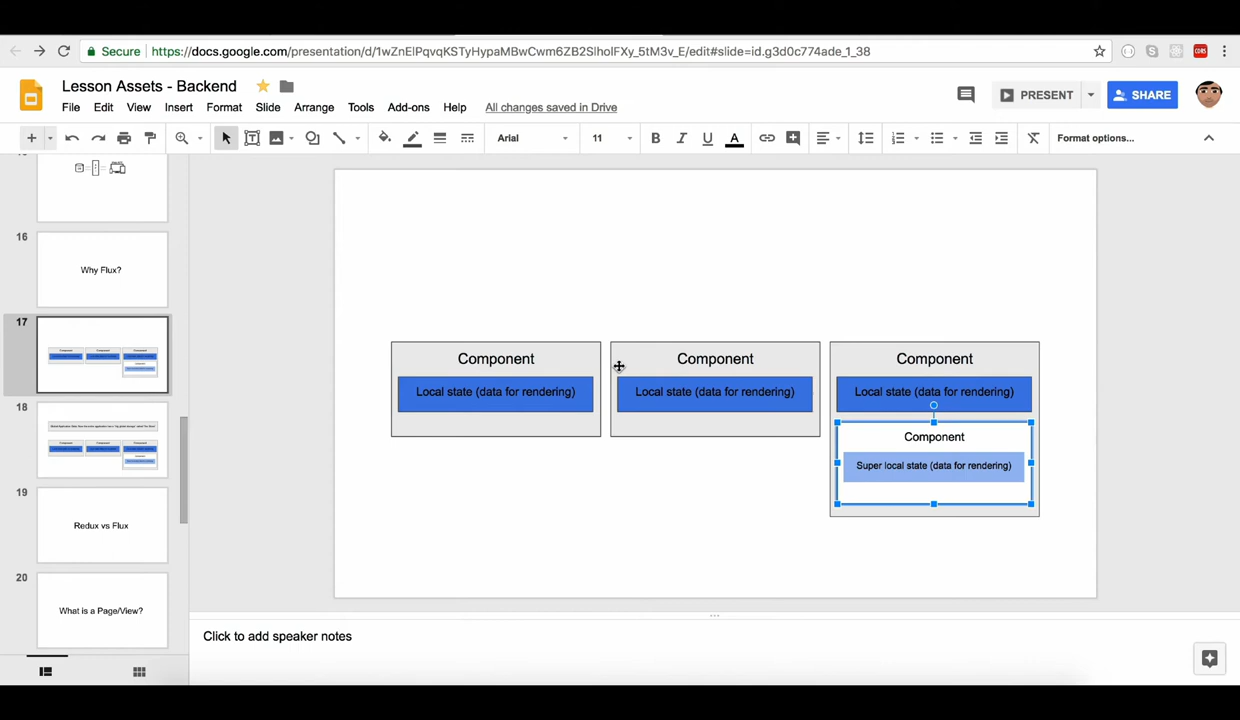 Secure https://docs.google.com/presentation/d/1wZnElPqvqKSTyHypaMBwCwm6ZB2SlholFXy_5tM3v_E/edit#slide=id.g3d0c774ade_1_38
CORS
Lesson Assets - Backend
File Edit View Insert Format Slide Arrange Tools Add-ons Help All changes saved in Drive
PRESENT
SHARE
Arial 11 B I U A Format options...
16
Why Flux?
17
18
19
Redux vs Flux
20
What is a Page/View?
Component
Local state (data for rendering)
Component
Local state (data for rendering)
Component
Local state (data for rendering)
Component
Super local state (data for rendering)
Click to add speaker notes